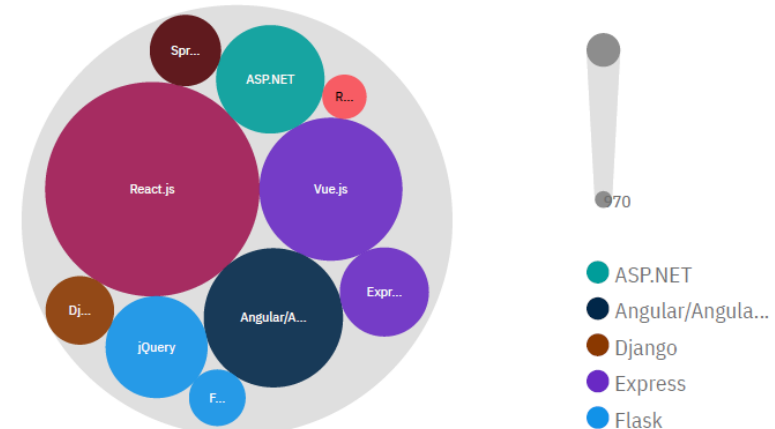 Spr...
ASP.NET
R...
React.js
Vue.js
Dj...
jQuery
Angular/A...
Expr...
F...
970
ASP.NET
Angular/Angula...
Django
Express
Flask